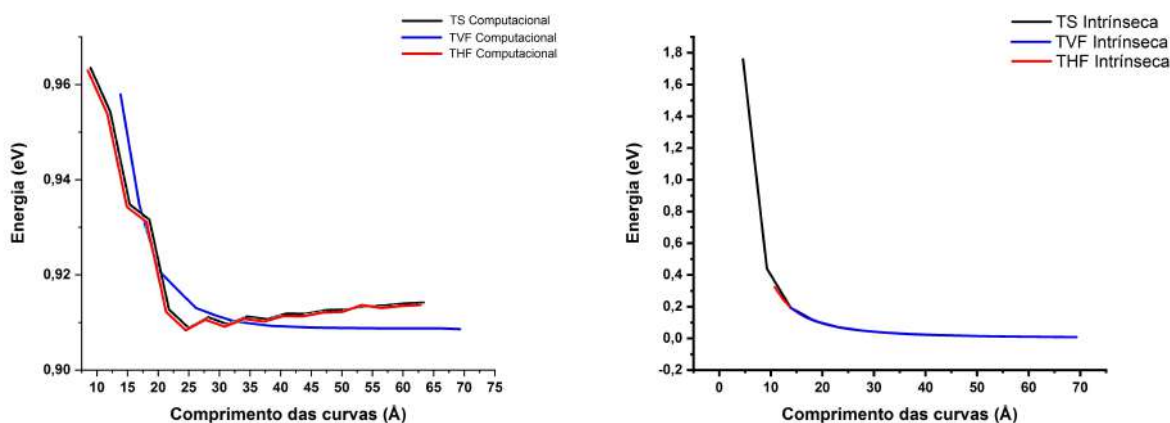 TS Computacional
TVF Computacional
THF Computacional
Energia (eV)
0,96
0,94
0,92
0,90
10 15 20 25 30 35 40 45 50 55 60 65 70 75
Comprimento das curvas (Å)
TS Intrínseca
TVF Intrínseca
THF Intrínseca
Energia (eV)
1,8
1,6
1,4
1,2
1,0
0,8
0,6
0,4
0,2
0,0
-0,2
0 10 20 30 40 50 60 70
Comprimento das curvas (Å)